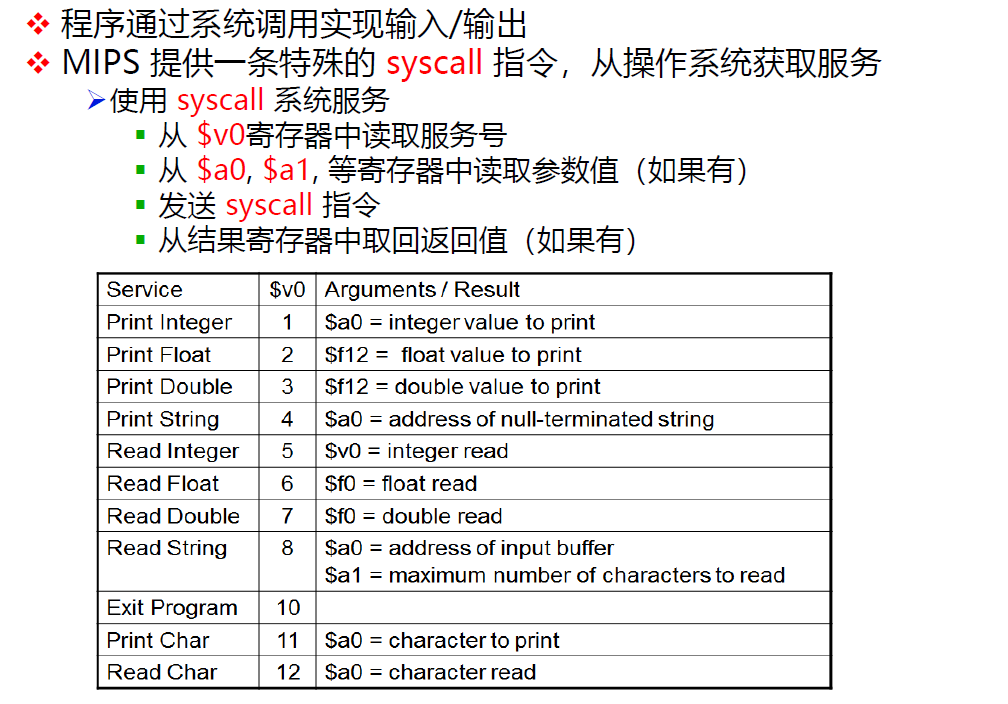 程序通过系统调用实现输入/输出
MIPS 提供一条特殊的 syscall 指令，从操作系统获取服务
使用 syscall 系统服务
从 $v0寄存器中读取服务号
从 $a0, $a1, 等寄存器中读取参数值（如果有）
发送 syscall 指令
从结果寄存器中取回返回值（如果有）
Service $v0 Arguments / Result
Print Integer 1 $a0 = integer value to print
Print Float 2 $f12 = float value to print
Print Double 3 $f12 = double value to print
Print String 4 $a0 = address of null-terminated string
Read Integer 5 $v0 = integer read
Read Float 6 $f0 = float read
Read Double 7 $f0 = double read
Read String 8 $a0 = address of input buffer
$a1 = maximum number of characters to read
Exit Program 10
Print Char 11 $a0 = character to print
Read Char 12 $a0 = character read